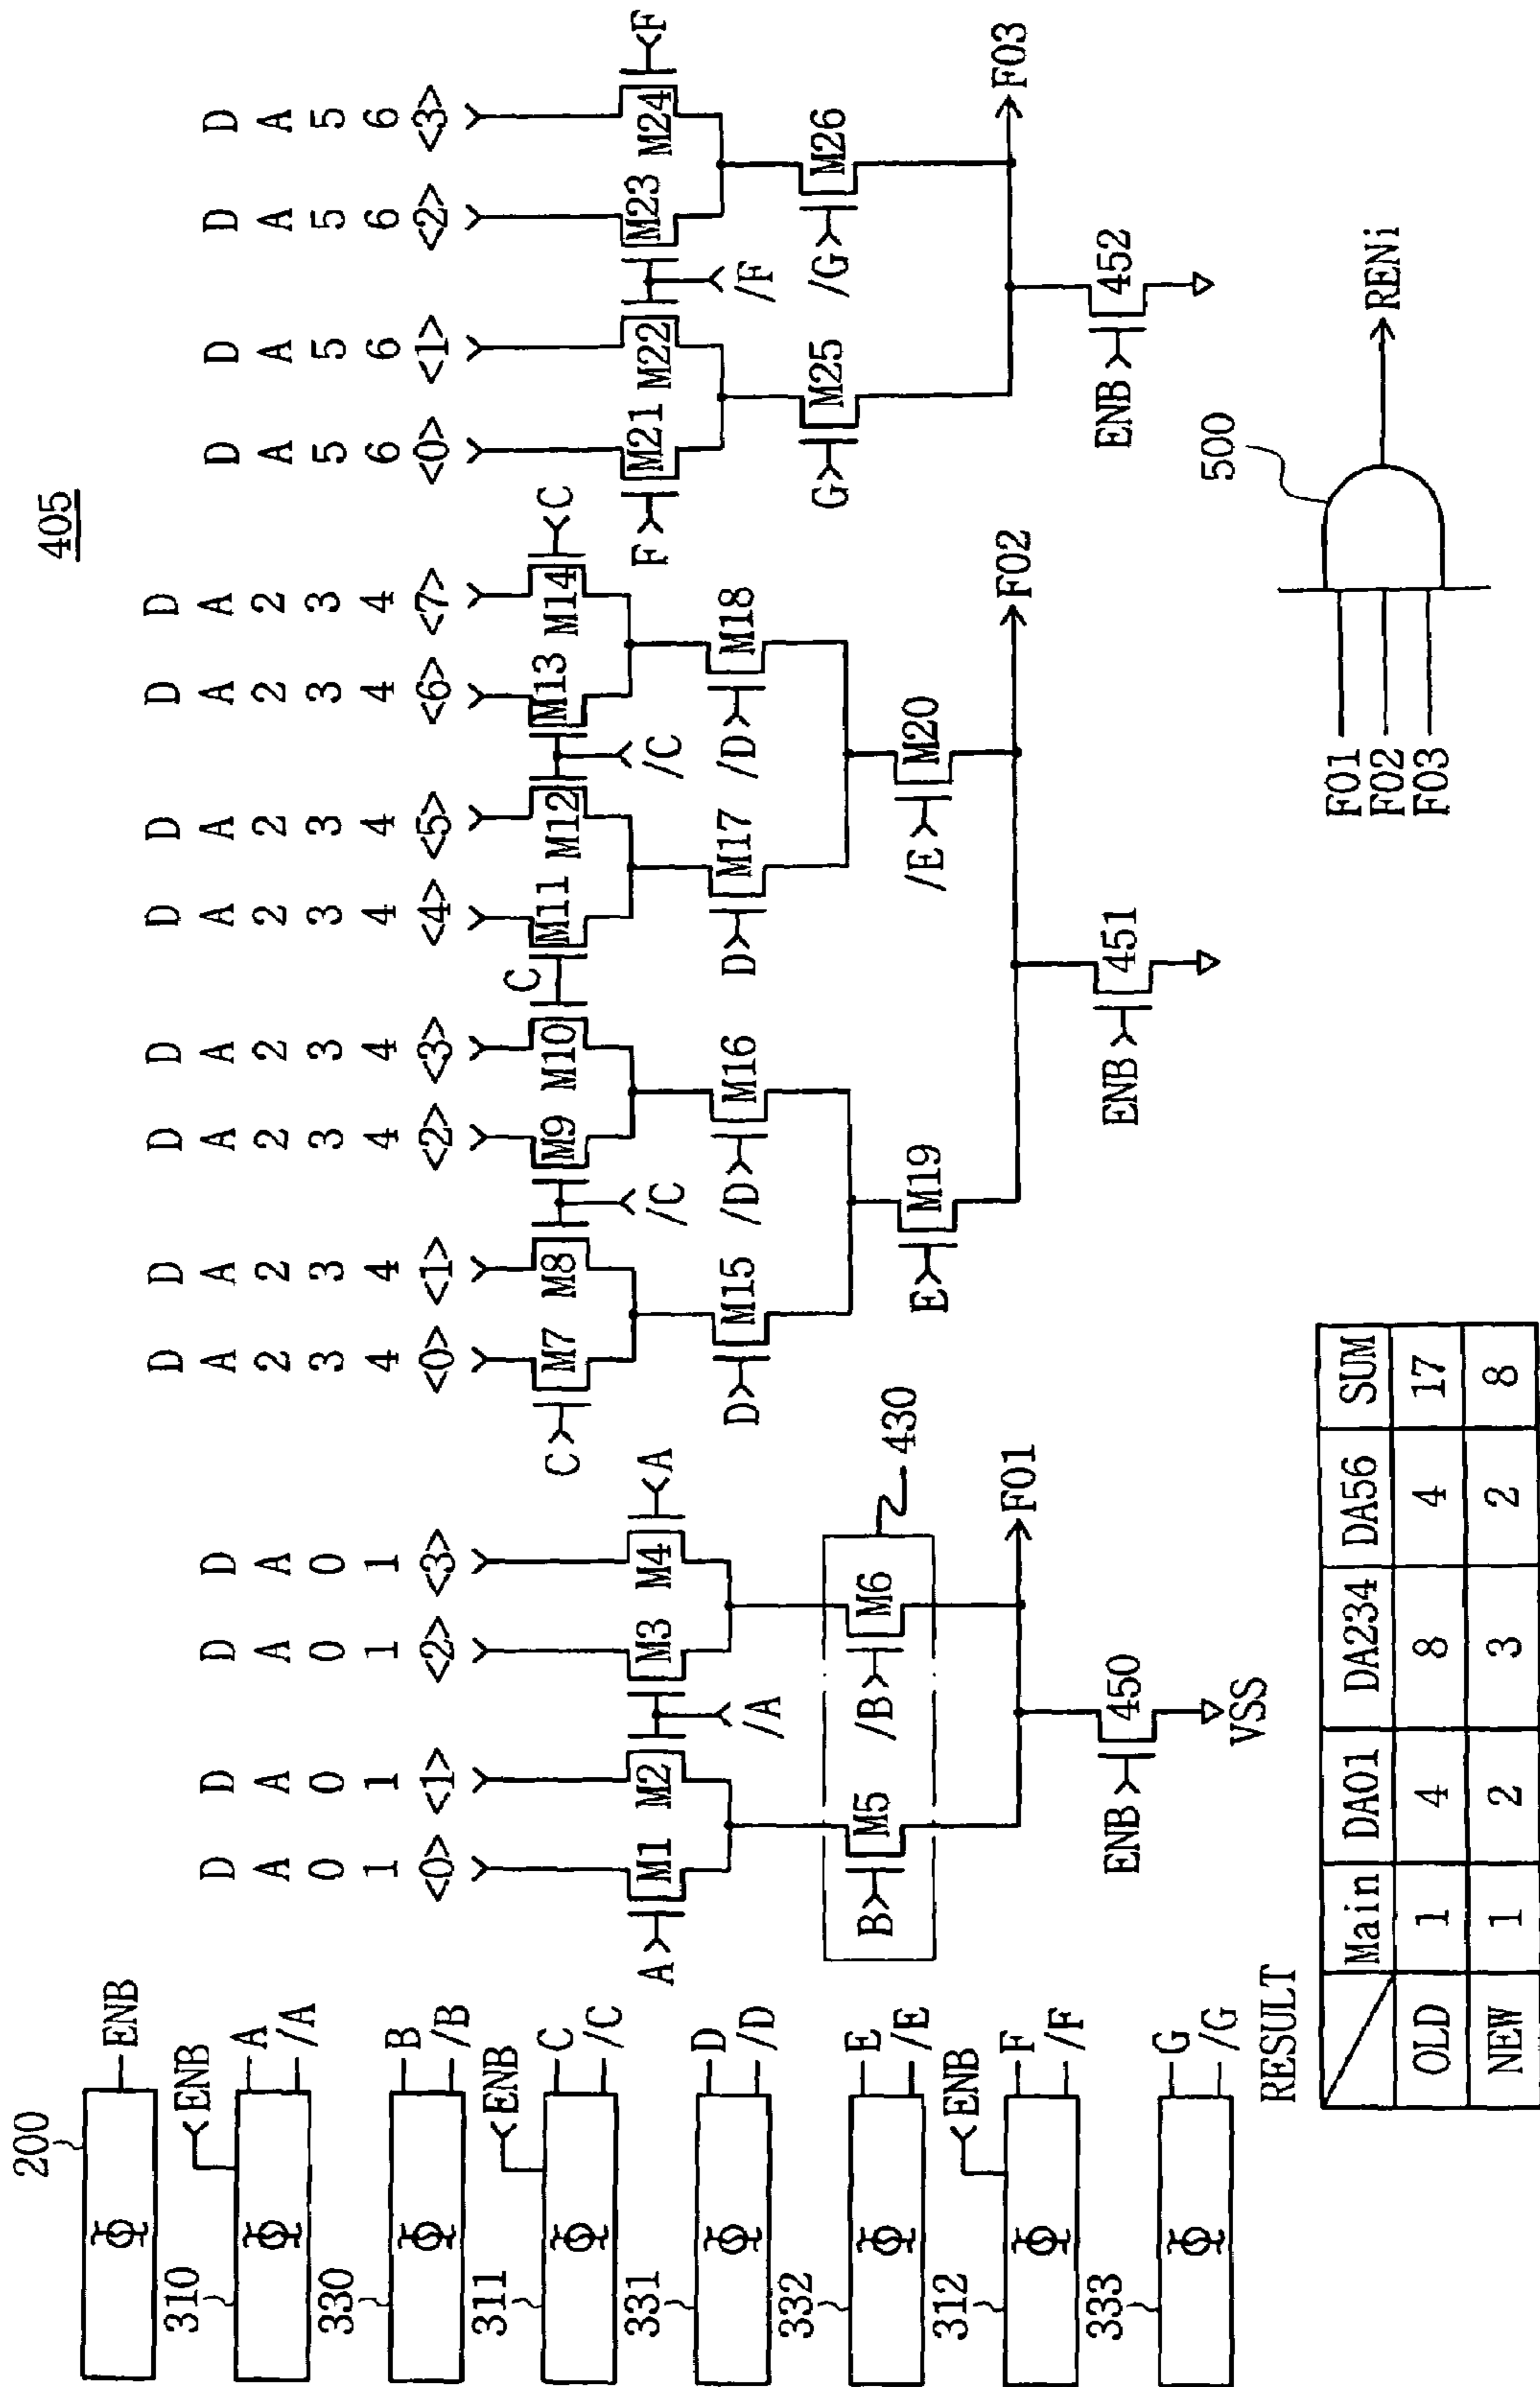 405
200
ENB
ENB
310
A
/A
330
B
/B
ENB
311
C
/C
331
D
/D
332
E
/E
ENB
312
F
/F
333
G
/G
DA01<0>
DA01<1>
DA01<2>
DA01<3>
A
M1
M2
/A
M3
M4
A
B
M5
/B
M6
430
F01
ENB
450
VSS
DA234<0>
DA234<1>
DA234<2>
DA234<3>
DA234<4>
DA234<5>
DA234<6>
DA234<7>
C
M7
M8
/C
M9
M10
C
M11
M12
/C
M13
M14
C
D
M15
/D
M16
D
M17
/D
M18
E
M19
/E
M20
F02
ENB
451
DA56<0>
DA56<1>
DA56<2>
DA56<3>
F
M21
M22
/F
M23
M24
F
G
M25
/G
M26
F03
ENB
452
F01
F02
F03
500
RENi
RESULT
Main DA01 DA234 DA56 SUM
OLD 1 4 8 4 17
NEW 1 2 3 2 8